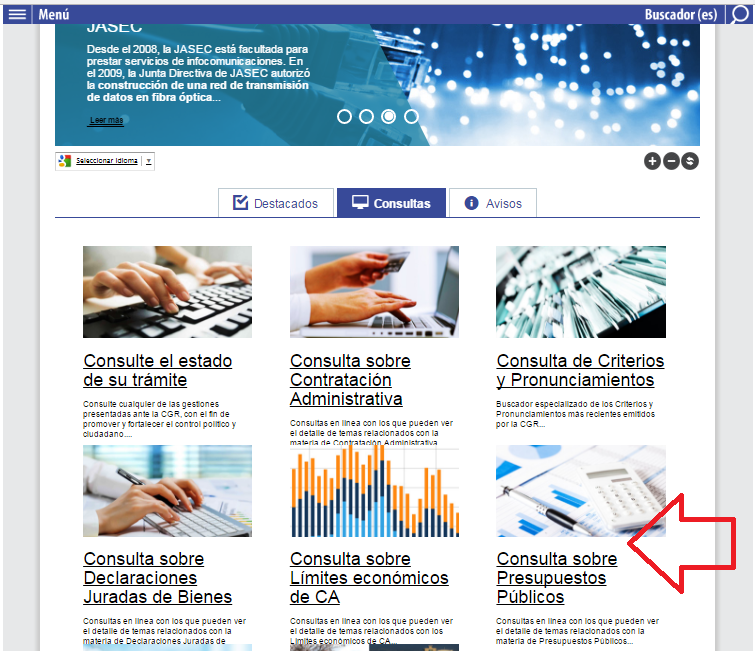 Menú
Buscador (es)
JASEC
Desde el 2008, la JASEC está facultada para
prestar servicios de infocomunicaciones. En
el 2009, la Junta Directiva de JASEC autorizó
la construcción de una red de transmisión
de datos en fibra óptica...
Leer más
Seleccionar idioma
Destacados
Consultas
Avisos
Consulte el estado
de su trámite
Consulte cualquier de las gestiones
presentadas ante la CGR, con el fin de
promover y fortalecer el control político y
ciudadano....
Consulta sobre
Contratación
Administrativa
Consultas en línea con los que pueden ver
el detalle de temas relacionados con la
materia de Contratación Administrativa
Consulta de Criterios
y Pronunciamientos
Buscador especializado de los Criterios y
Pronunciamientos más recientes emitidos
por la CGR...
Consulta sobre
Declaraciones
Juradas de Bienes
Consultas en línea con los que pueden ver
el detalle de temas relacionados con la
materia de Declaraciones Juradas de
Consulta sobre
Límites económicos
de CA
Consultas en línea con los que pueden ver
el detalle de temas relacionados con la
Límites económicos de CA...
Consulta sobre
Presupuestos
Públicos
Consultas en línea con los que pueden ver
el detalle de temas relacionados con la
materia de Presupuestos Públicos...